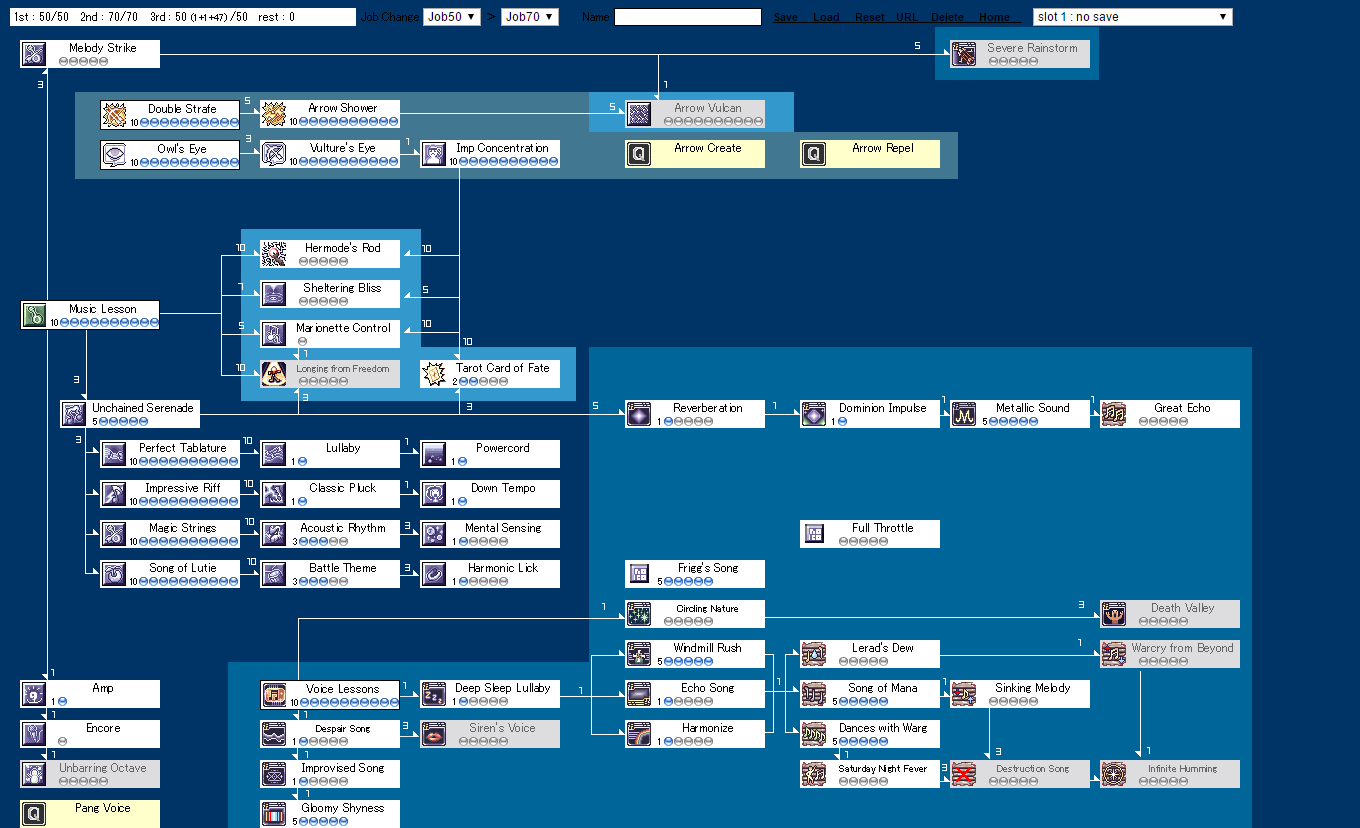 1st : 50/50 2nd : 70/70 3rd : 50 (1+1+47) /50 rest : 0 Job Change Job50 > Job70 Name Save Load Reset URL Delete Home slot 1 : no save
Melody Strike 5 Severe Rainstorm
3 1
Double Strafe 10 5 Arrow Shower 10 5 Arrow Vulcan
Owl's Eye 10 3 Vulture's Eye 10 1 Imp Concentration 10 Q Arrow Create Q Arrow Repel
10 Hermode's Rod 10
1 Sheltering Bliss 5
Music Lesson 10 5 Marionette Control 10
1 10
10 Longing from Freedom Tarot Card of Fate 2
3 3 3
Unchained Serenade 5 5 Reverberation 1 1 Dominion Impulse 1 1 Metallic Sound 5 1 Great Echo
3 Perfect Tablature 10 10 Lullaby 1 1 Powercord 1
Impressive Riff 10 10 Classic Pluck 1 1 Down Tempo 1
Magic Strings 10 10 Acoustic Rhythm 3 3 Mental Sensing 1 Full Throttle
Song of Lutie 10 10 Battle Theme 3 3 Harmonic Lick 1 Frigg's Song 5
1 Circling Nature 3 Death Valley
Windmill Rush 5 Lerad's Dew 1 Warcry from Beyond
1
Amp 9 1 Voice Lessons 10 1 Deep Sleep Lullaby 1 1 Echo Song 1 1 Song of Mana 5 1 Sinking Melody
1 1
Encore Despair Song 1 3 Siren's Voice Harmonize 1 Dances with Warg 5
1 1 1 3 1
Unbarring Octave Improvised Song 1 Saturday Night Fever 3 Destruction Song Infinite Humming
1
Q Pang Voice Gloomy Shyness 5